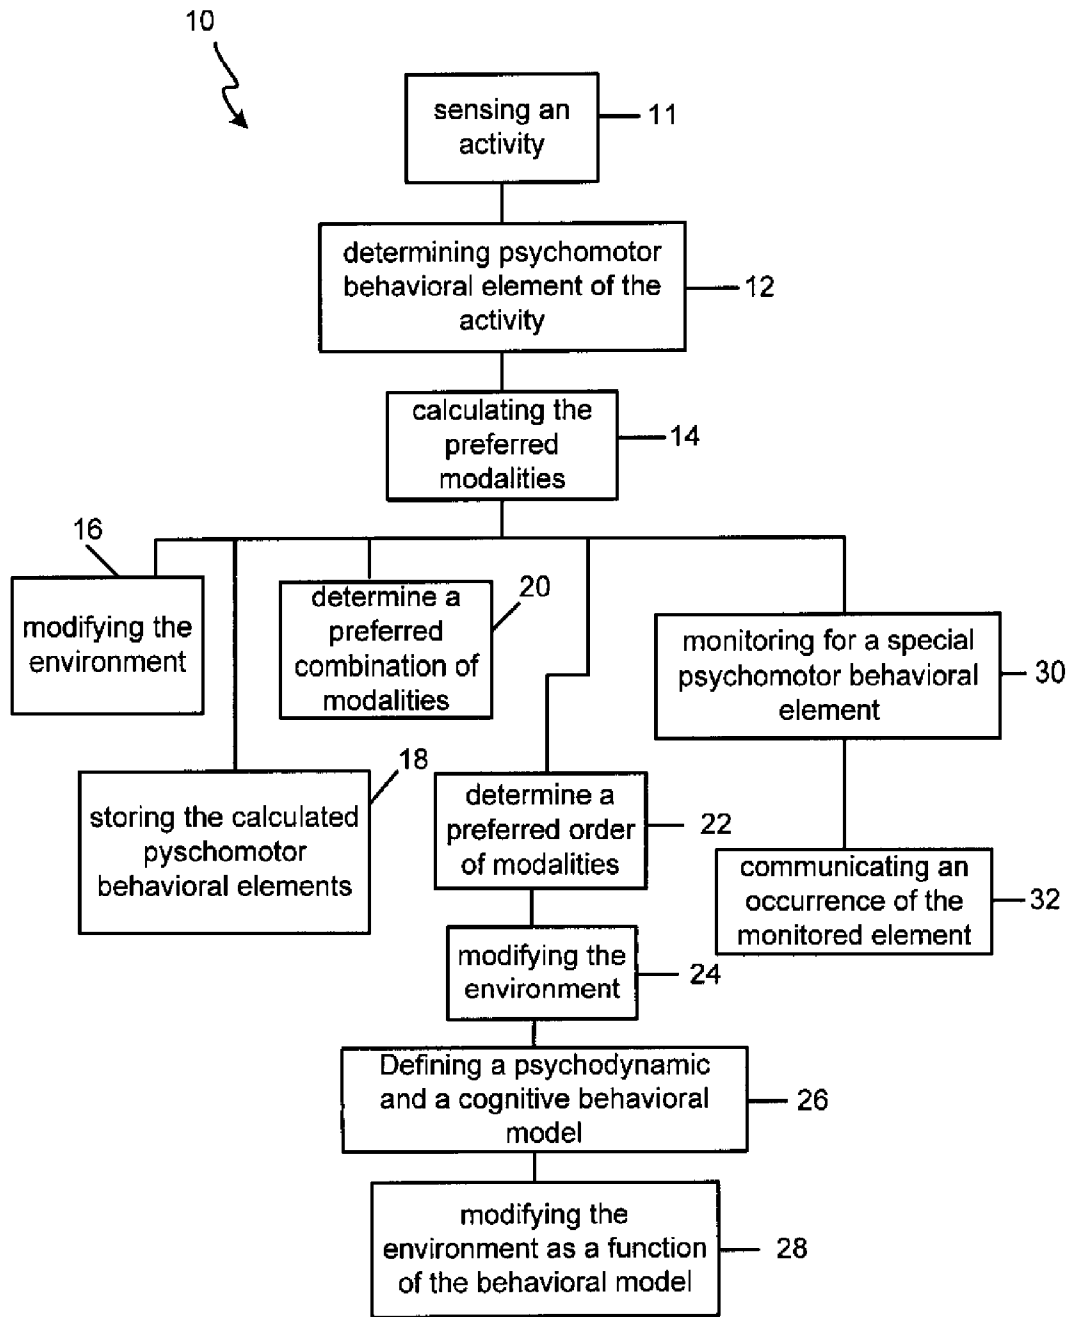 10
sensing an
activity
11
determining psychomotor
behavioral element of the
activity
12
calculating the
preferred
modalities
14
16
modifying the
environment
determine a
preferred
combination of
modalities
20
monitoring for a special
psychomotor behavioral
element
30
storing the calculated
pyschomotor
behavioral elements
18
determine a
preferred order
of modalities
22
communicating an
occurrence of the
monitored element
32
modifying the
environment
24
Defining a psychodynamic
and a cognitive behavioral
model
26
modifying the
environment as a function
of the behavioral model
28